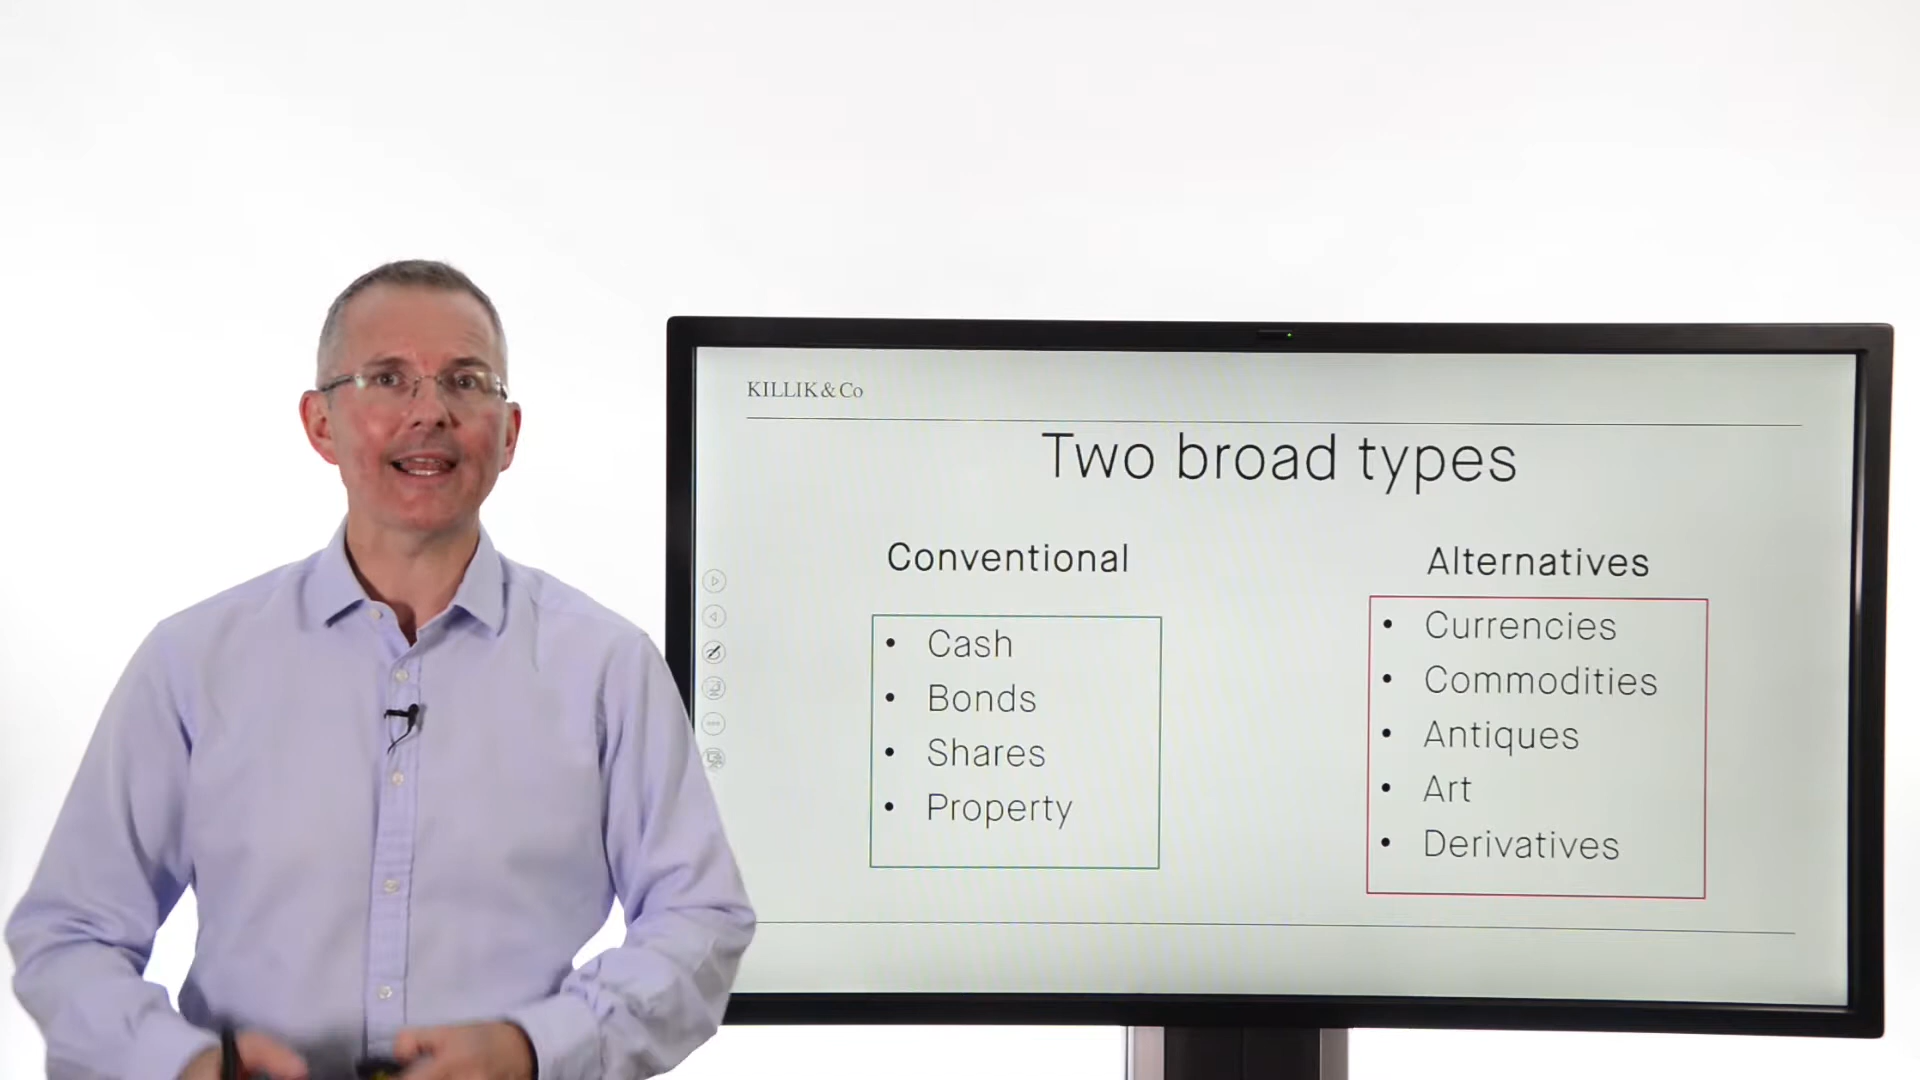 KILLIK & Co
Two broad types
Conventional
• Cash
• Bonds
• Shares
• Property
Alternatives
• Currencies
• Commodities
• Antiques
• Art
• Derivatives